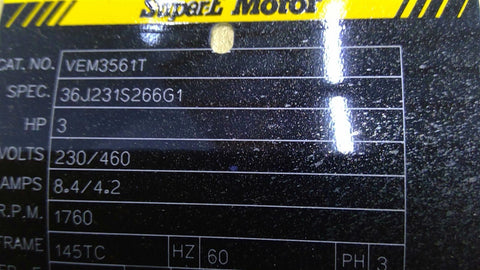 Super-E Motor
CAT. NO. VEM3561T
SPEC. 36J231S266G1
HP 3
VOLTS 230/460
AMPS 8.4/4.2
R.P.M. 1760
FRAME 145TC HZ 60 PH 3